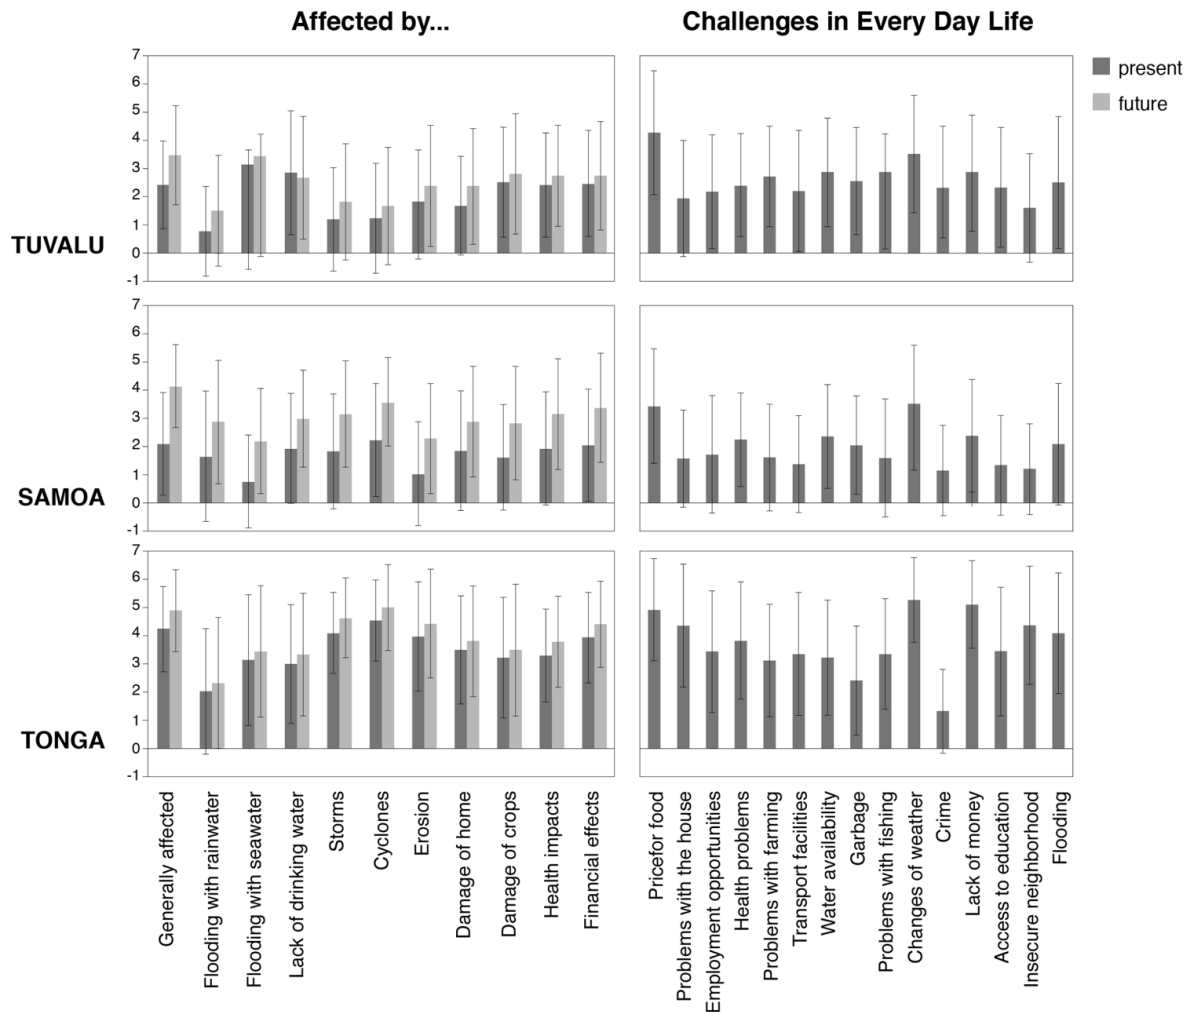 Affected by...
Challenges in Every Day Life
present
future
7
6
5
4
3
2
1
0
-1
TUVALU
7
6
5
4
3
2
1
0
-1
SAMOA
7
6
5
4
3
2
1
0
-1
TONGA
Generally affected
Flooding with rainwater
Flooding with seawater
Lack of drinking water
Storms
Cyclones
Erosion
Damage of home
Damage of crops
Health impacts
Financial effects
Pricefor food
Problems with the house
Employment opportunities
Health problems
Problems with farming
Transport facilities
Water availability
Garbage
Problems with fishing
Changes of weather
Crime
Lack of money
Access to education
Insecure neighborhood
Flooding